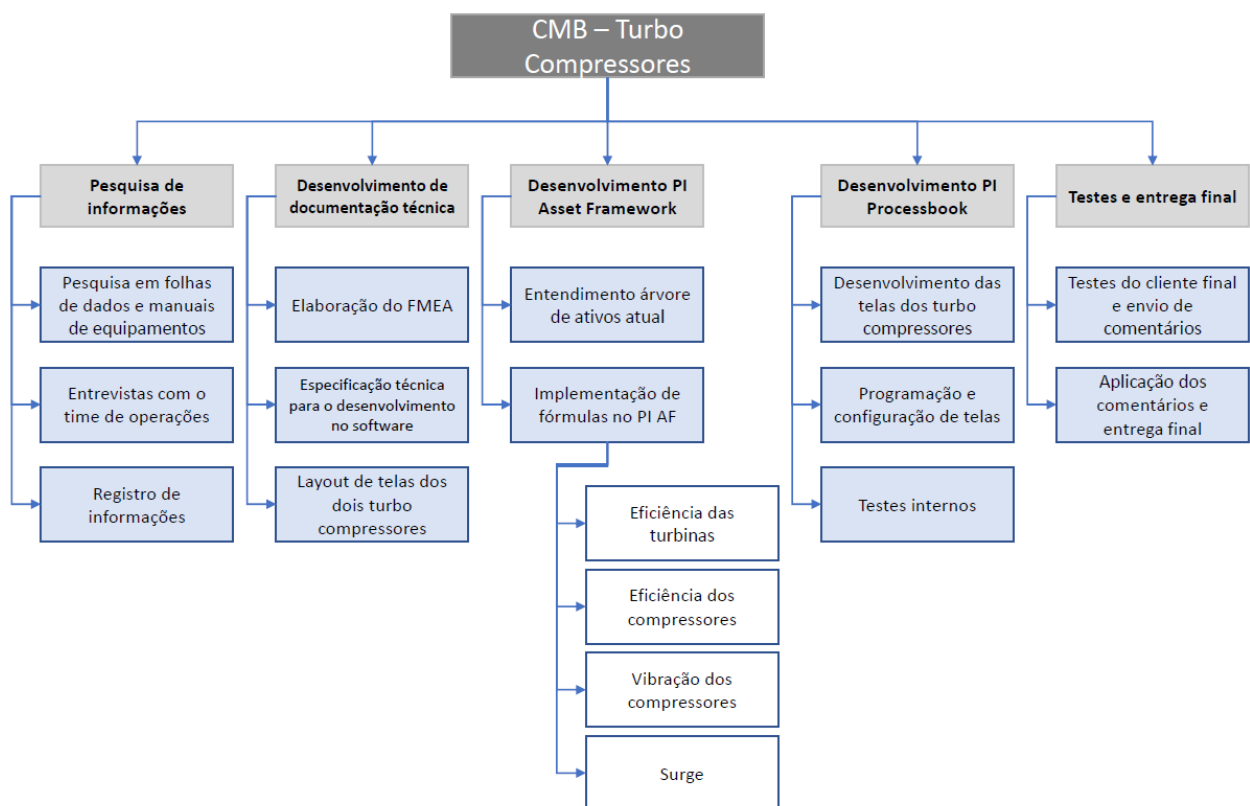 CMB – Turbo
Compressores
Pesquisa de
informações
Pesquisa em folhas
de dados e manuais
de equipamentos
Entrevistas com o
time de operações
Registro de
informações
Desenvolvimento de
documentação técnica
Elaboração do FMEA
Especificação técnica
para o desenvolvimento
no software
Layout de telas dos
dois turbo
compressores
Desenvolvimento PI
Asset Framework
Entendimento árvore
de ativos atual
Implementação de
fórmulas no PI AF
Eficiência das
turbinas
Eficiência dos
compressores
Vibração dos
compressores
Surge
Desenvolvimento PI
Processbook
Desenvolvimento das
telas dos turbo
compressores
Programação e
configuração de telas
Testes internos
Testes e entrega final
Testes do cliente final
e envio de
comentários
Aplicação dos
comentários e
entrega final